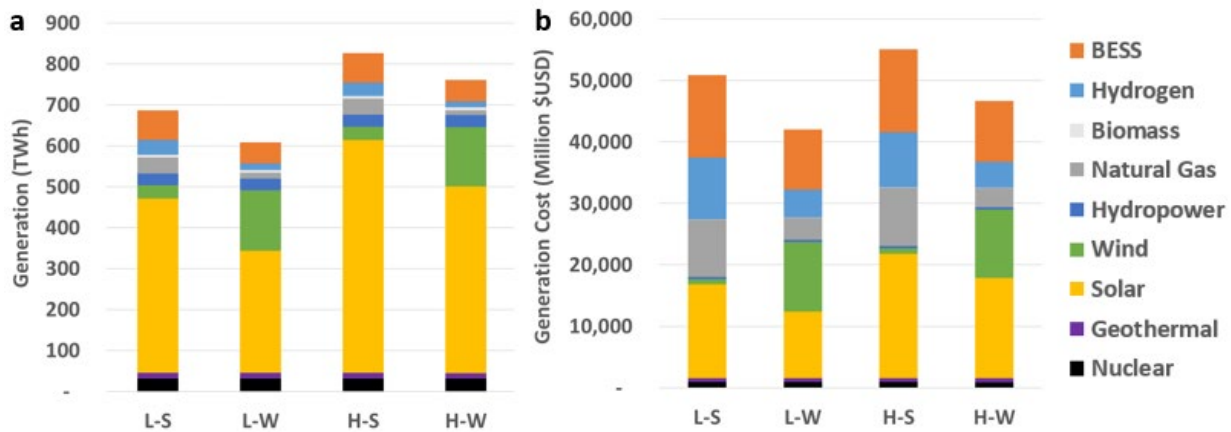 a
900
800
700
600
500
400
300
200
100
-
Generation (TWh)
L-S L-W H-S H-W
b
60,000
50,000
40,000
30,000
20,000
10,000
-
Generation Cost (Million $USD)
L-S L-W H-S H-W
BESS
Hydrogen
Biomass
Natural Gas
Hydropower
Wind
Solar
Geothermal
Nuclear